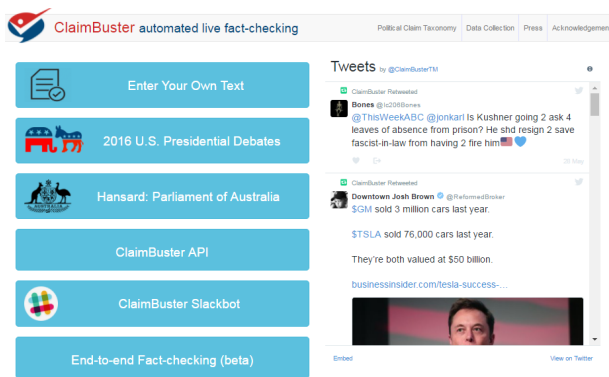 ClaimBuster automated live fact-checking
Political Claim Taxonomy Data Collection Press Acknowledgemen
Enter Your Own Text
2016 U.S. Presidential Debates
Hansard: Parliament of Australia
AUSTRALIA
ClaimBuster API
ClaimBuster Slackbot
End-to-end Fact-checking (beta)
Tweets by @ClaimBusterTM
ClaimBuster Retweeted
Bones @lc206Bones
@ThisWeekABC @jonkarl Is Kushner going 2 ask 4
leaves of absence from prison? He shd resign 2 save
fascist-in-law from having 2 fire him
28 May
ClaimBuster Retweeted
Downtown Josh Brown @ReformedBroker
$GM sold 3 million cars last year.
$TSLA sold 76,000 cars last year.
They're both valued at $50 billion.
businessinsider.com/tesla-success-...
Embed View on Twitter